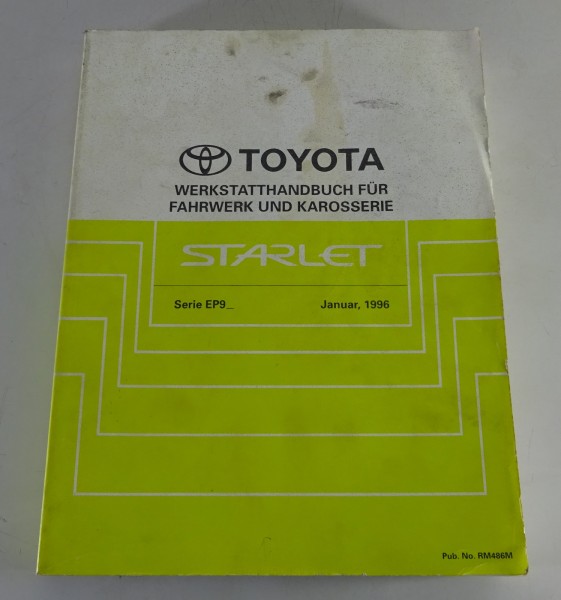 TOYOTA
WERKSTATTHANDBUCH FÜR
FAHRWERK UND KAROSSERIE
STARLET
Serie EP9_ Januar, 1996
Pub. No. RM486M